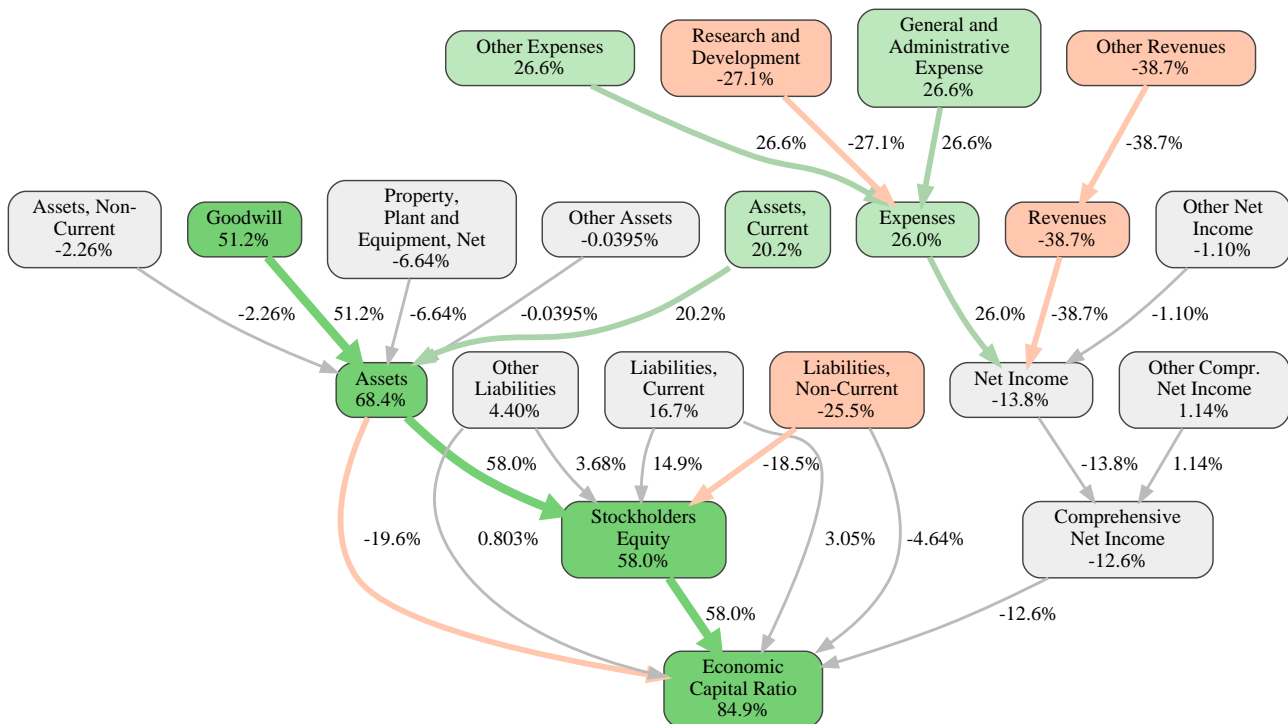 Other Expenses
26.6%
Research and
Development
-27.1%
General and
Administrative
Expense
26.6%
Other Revenues
-38.7%
26.6%
-27.1%
26.6%
-38.7%
Assets, Non-
Current
-2.26%
Goodwill
51.2%
Property,
Plant and
Equipment, Net
-6.64%
Other Assets
-0.0395%
Assets,
Current
20.2%
Expenses
26.0%
Revenues
-38.7%
Other Net
Income
-1.10%
-2.26%
51.2%
-6.64%
-0.0395%
20.2%
26.0%
-38.7%
-1.10%
Assets
68.4%
Other
Liabilities
4.40%
Liabilities,
Current
16.7%
Liabilities,
Non-Current
-25.5%
Net Income
-13.8%
Other Compr.
Net Income
1.14%
58.0%
3.68%
14.9%
-18.5%
-13.8%
1.14%
-19.6%
0.803%
Stockholders
Equity
58.0%
3.05%
-4.64%
Comprehensive
Net Income
-12.6%
58.0%
-12.6%
Economic
Capital Ratio
84.9%